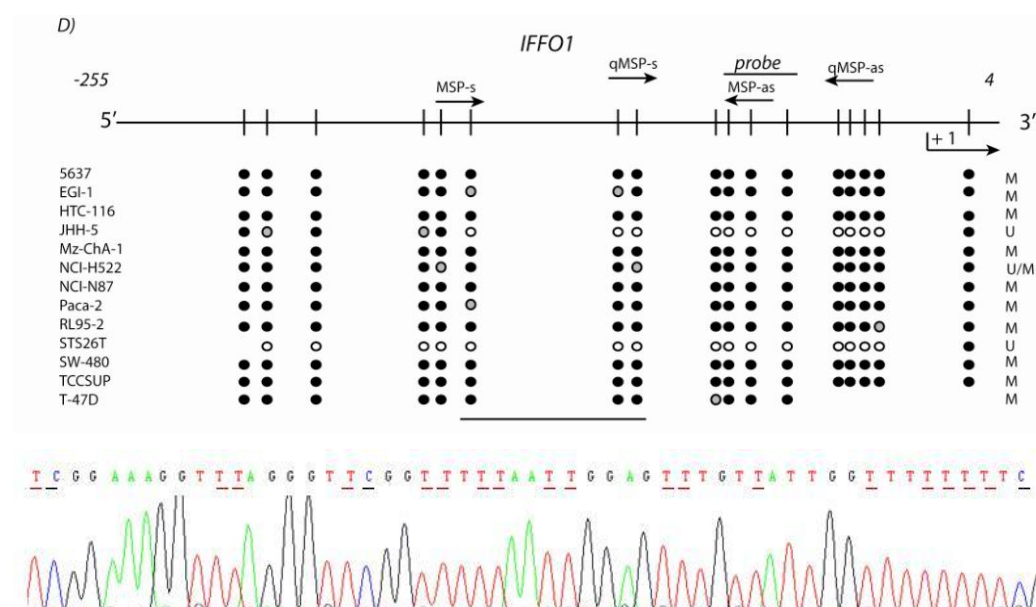 D)
IFFO1
-255 MSP-s qMSP-s probe MSP-as qMSP-as 4
5' 3'
+1
5637 M
EGI-1 M
HTC-116 M
JHH-5 U
Mz-ChA-1 M
NCI-H522 U/M
NCI-N87 M
Paca-2 M
RL95-2 M
STS26T U
SW-480 M
TCCSUP M
T-47D M
T C G G A A A G G T T T A G G G T T C G G T T T T T A A T T G G A G T T T G T T A T T G G T T T T T T T C